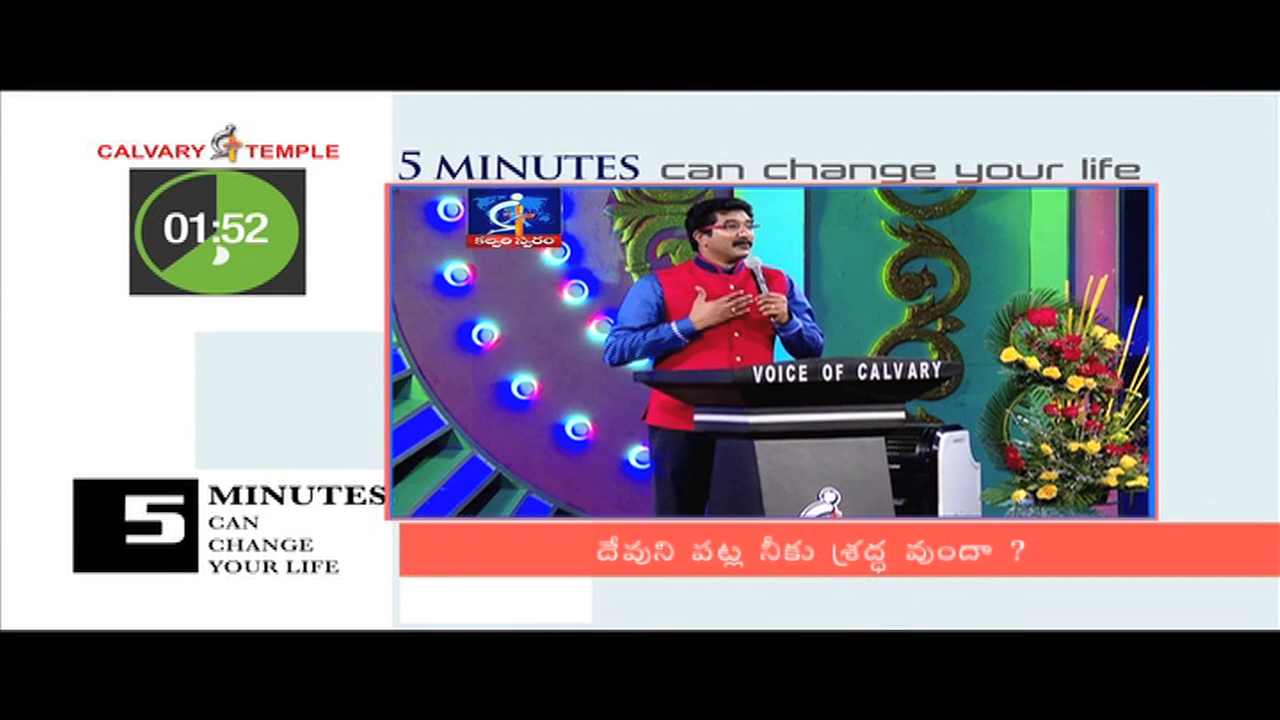 CALVARY TEMPLE
01:52
5 MINUTES can change your life
కల్వరి స్వరం
VOICE OF CALVARY
5 MINUTES
CAN
CHANGE
YOUR LIFE
దేవుని పట్ల నీకు శ్రద్ధ వుందా ?